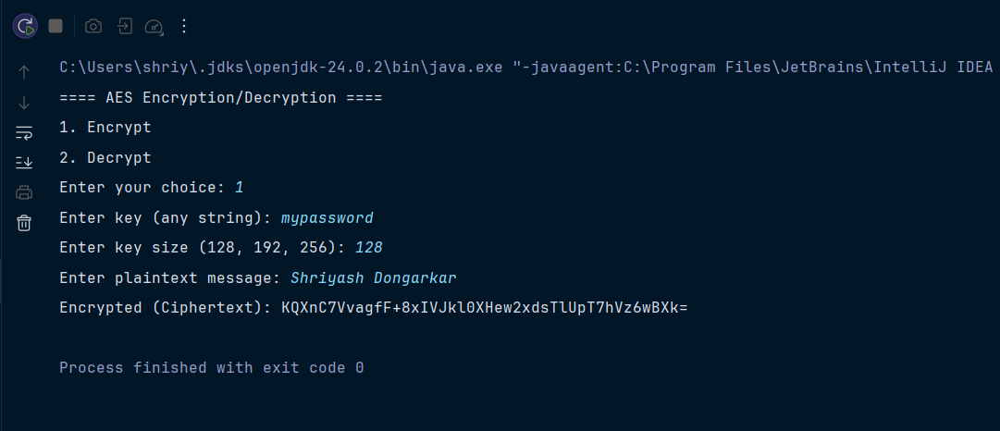 C:\Users\shriy\.jdks\openjdk-24.0.2\bin\java.exe "-javaagent:C:\Program Files\JetBrains\IntelliJ IDEA
==== AES Encryption/Decryption ====
1. Encrypt
2. Decrypt
Enter your choice: 1
Enter key (any string): mypassword
Enter key size (128, 192, 256): 128
Enter plaintext message: Shriyash Dongarkar
Encrypted (Ciphertext): KQXnC7VvagfF+8xIVJkl0XHew2xdsTlUpT7hVz6wBXk=
Process finished with exit code 0